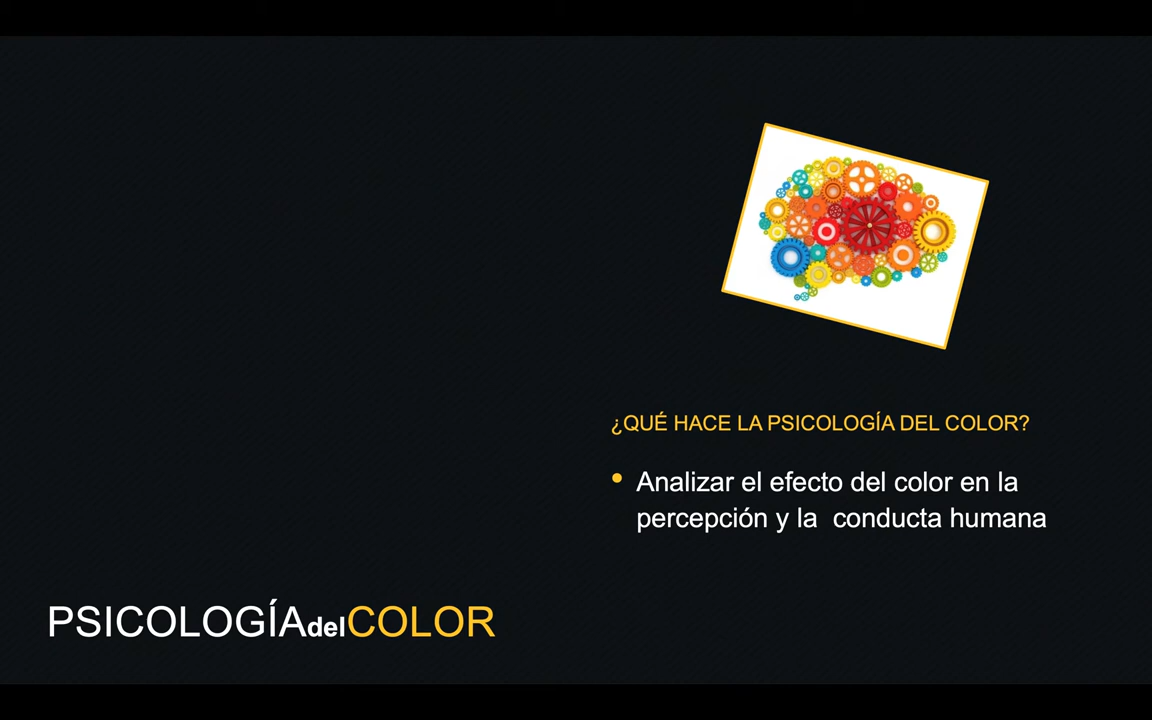 ¿QUÉ HACE LA PSICOLOGÍA DEL COLOR?
• Analizar el efecto del color en la
percepción y la  conducta humana
PSICOLOGÍAdelCOLOR